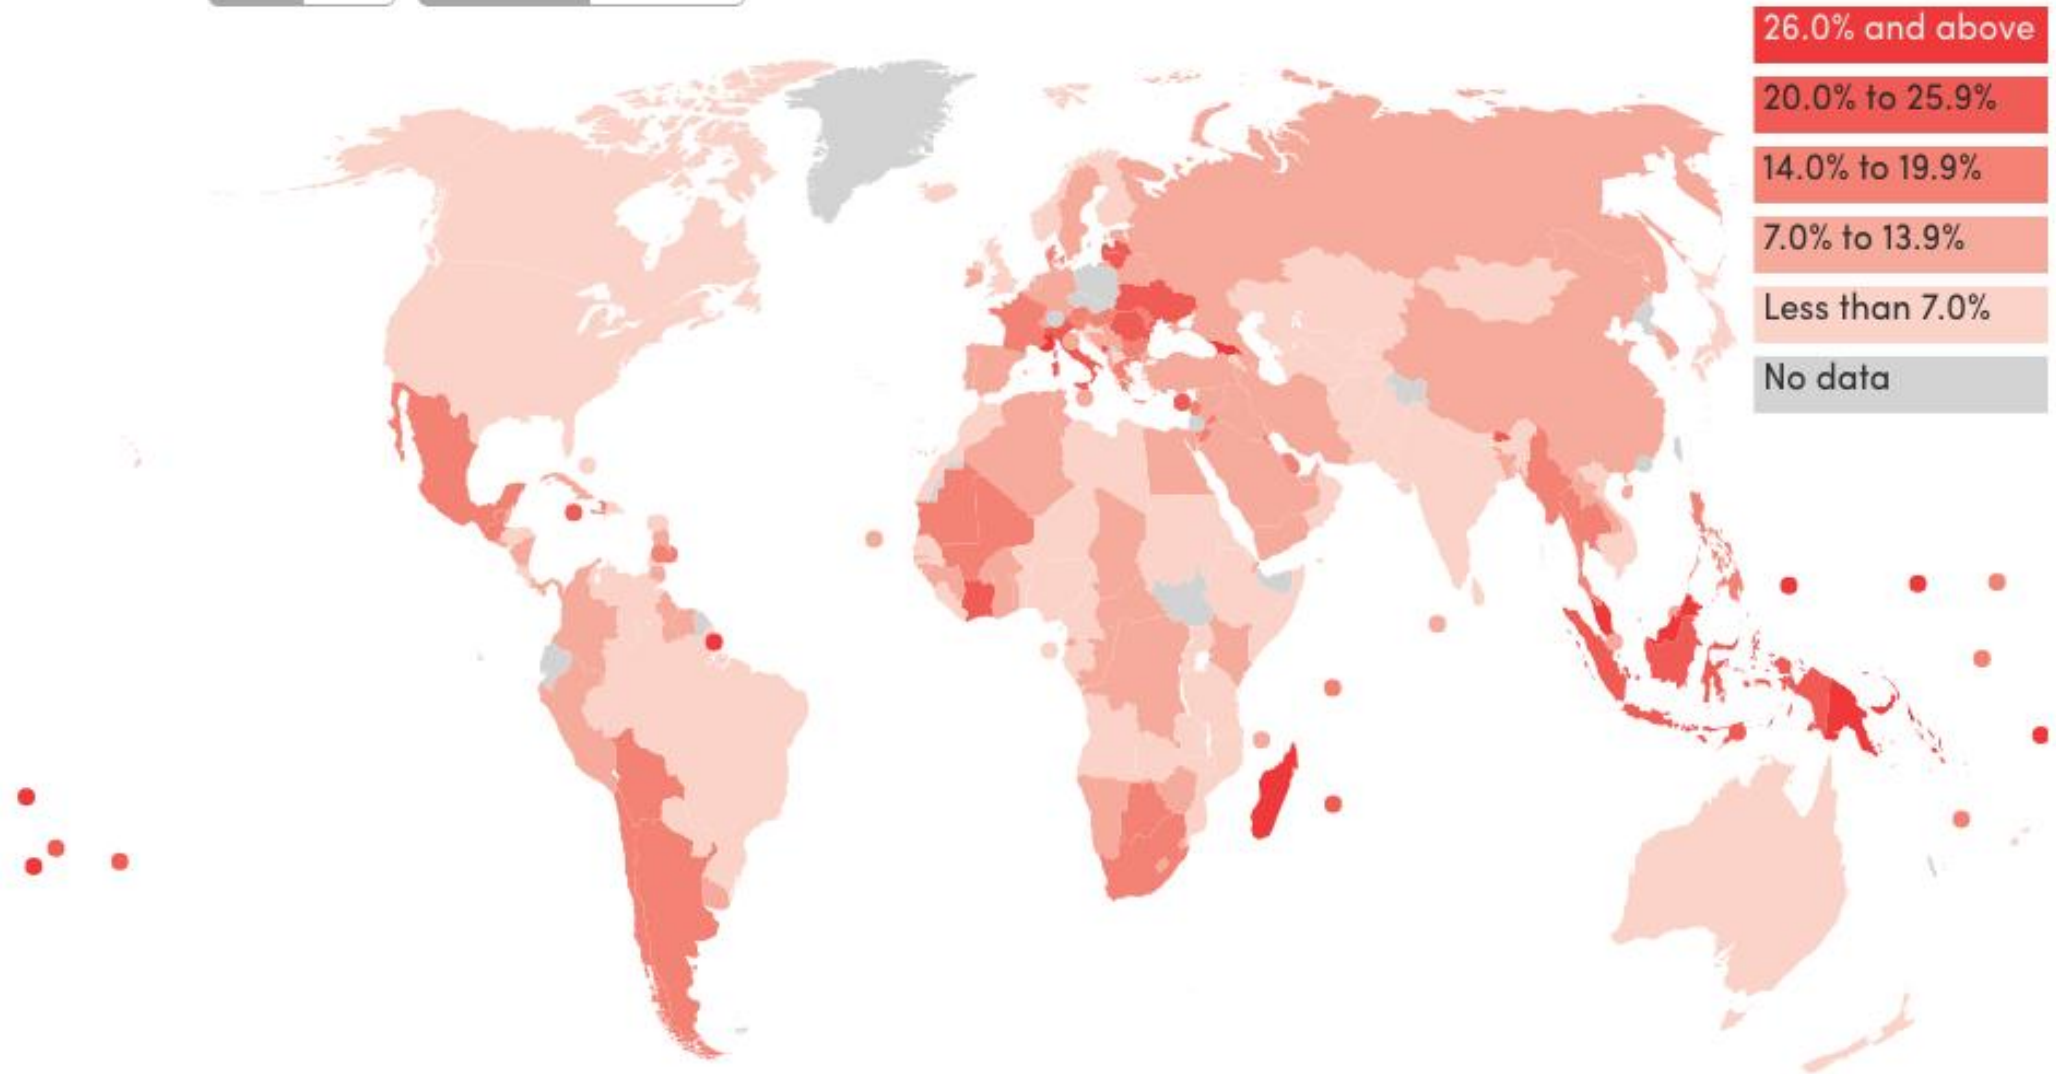 26.0% and above
20.0% to 25.9%
14.0% to 19.9%
7.0% to 13.9%
Less than 7.0%
No data